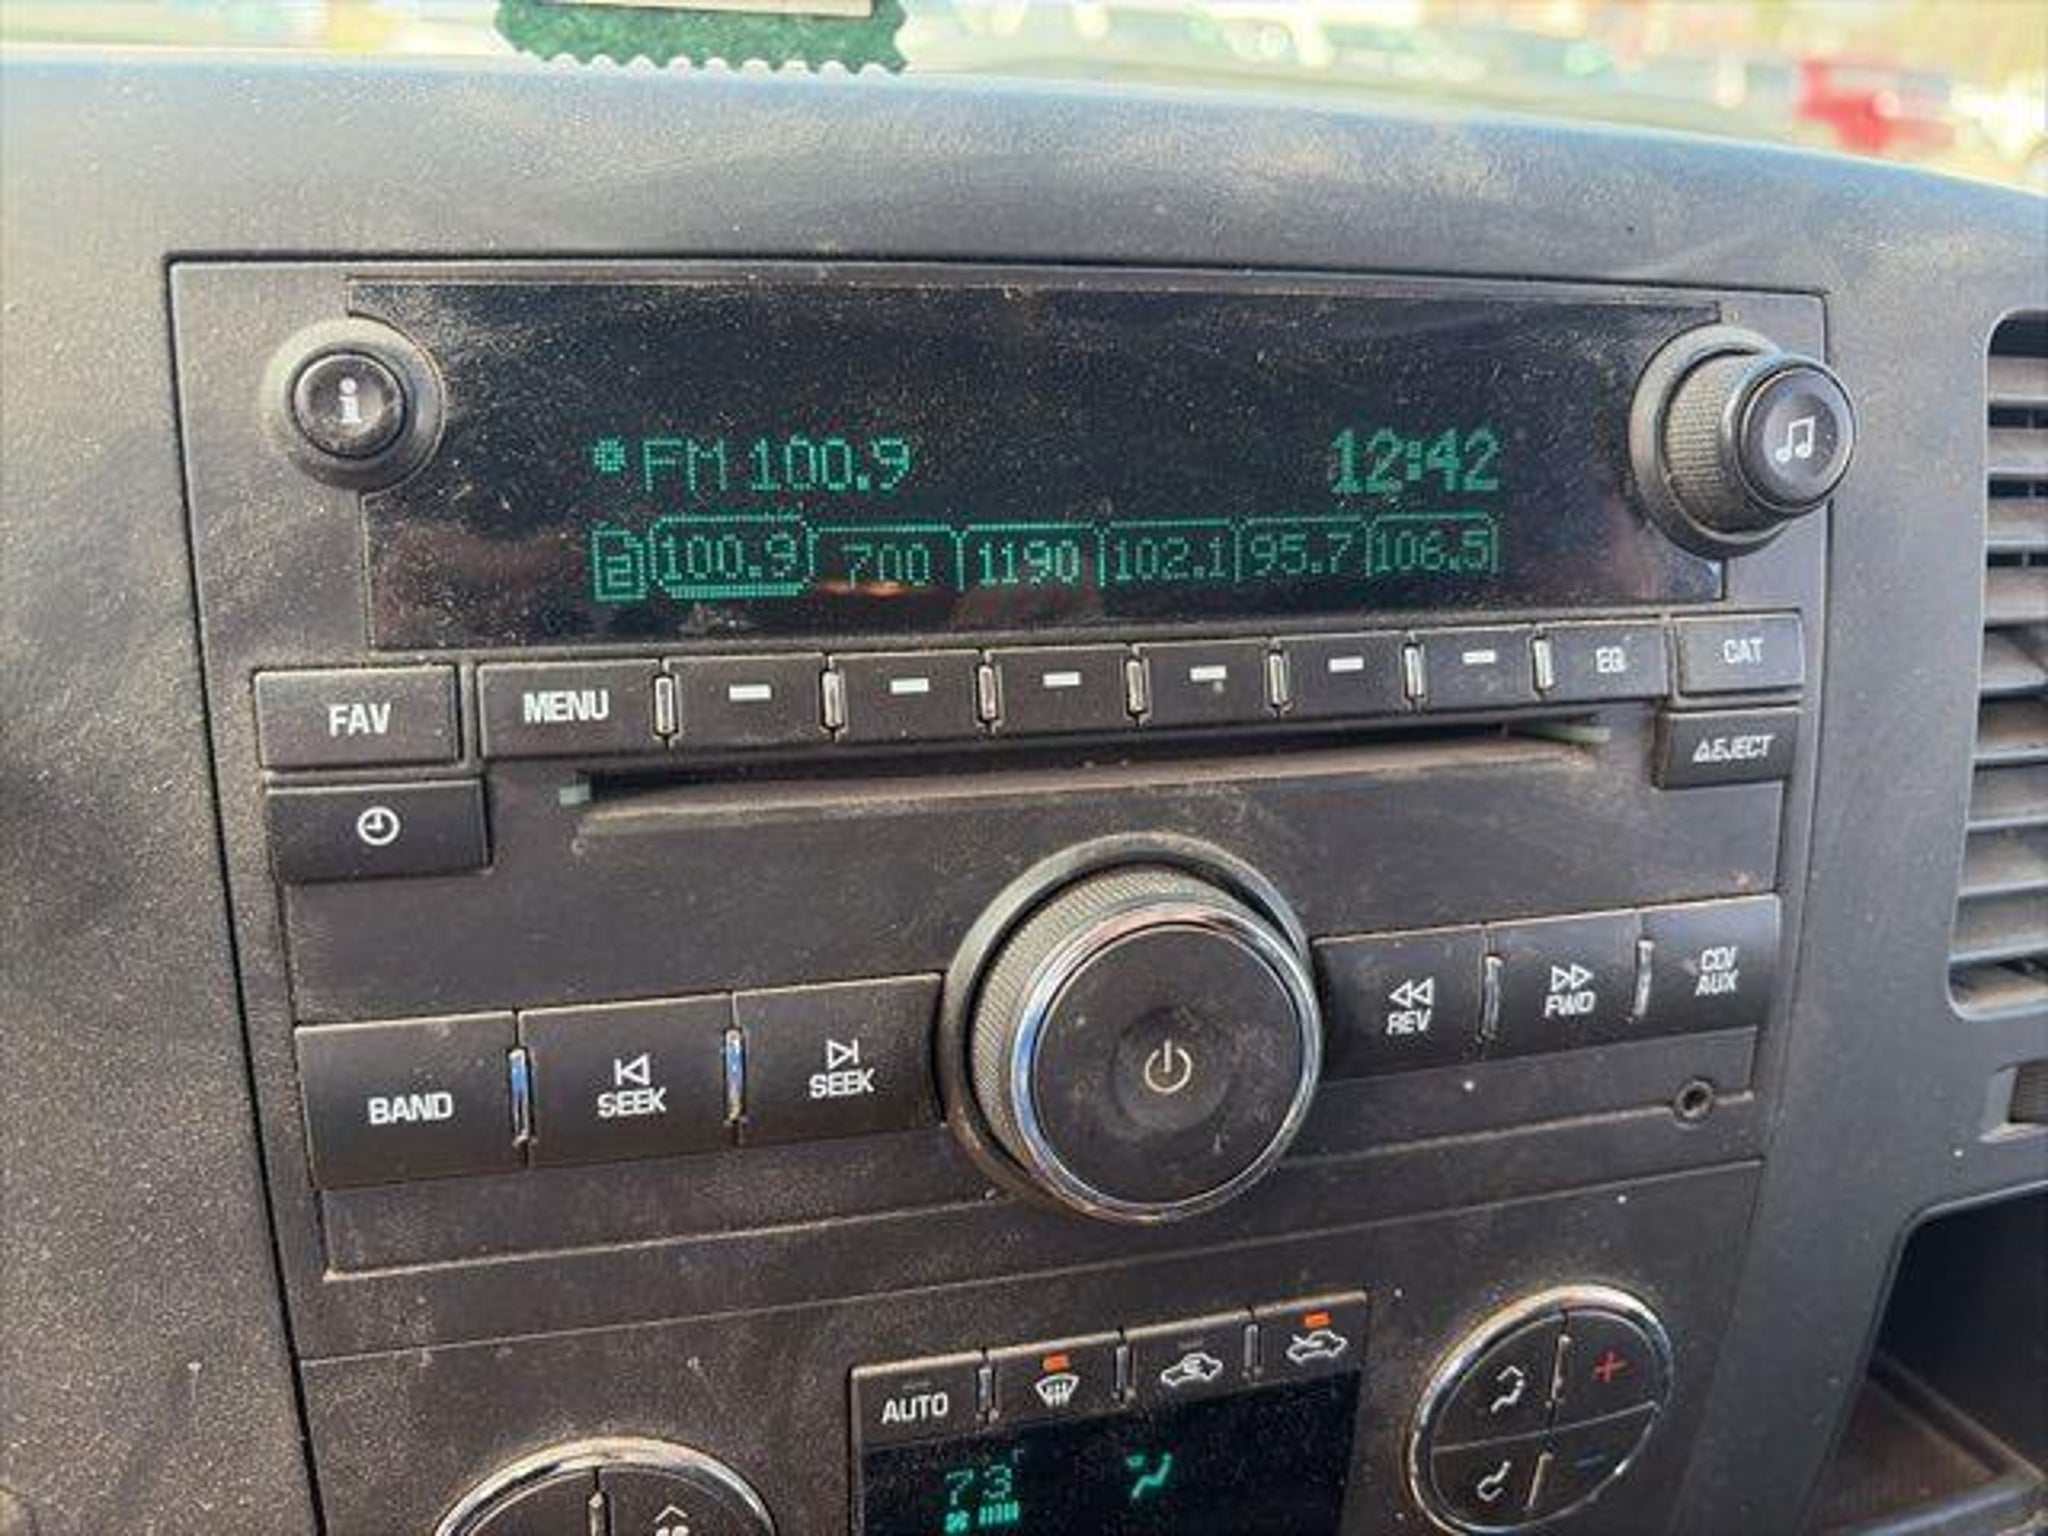 i
FM 100.9 12:42
2 100.9 700 1190 102.1 95.7 106.5
FAV MENU EQ CAT
EJECT
BAND SEEK SEEK REV FWD CD/
AUX
AUTO
73